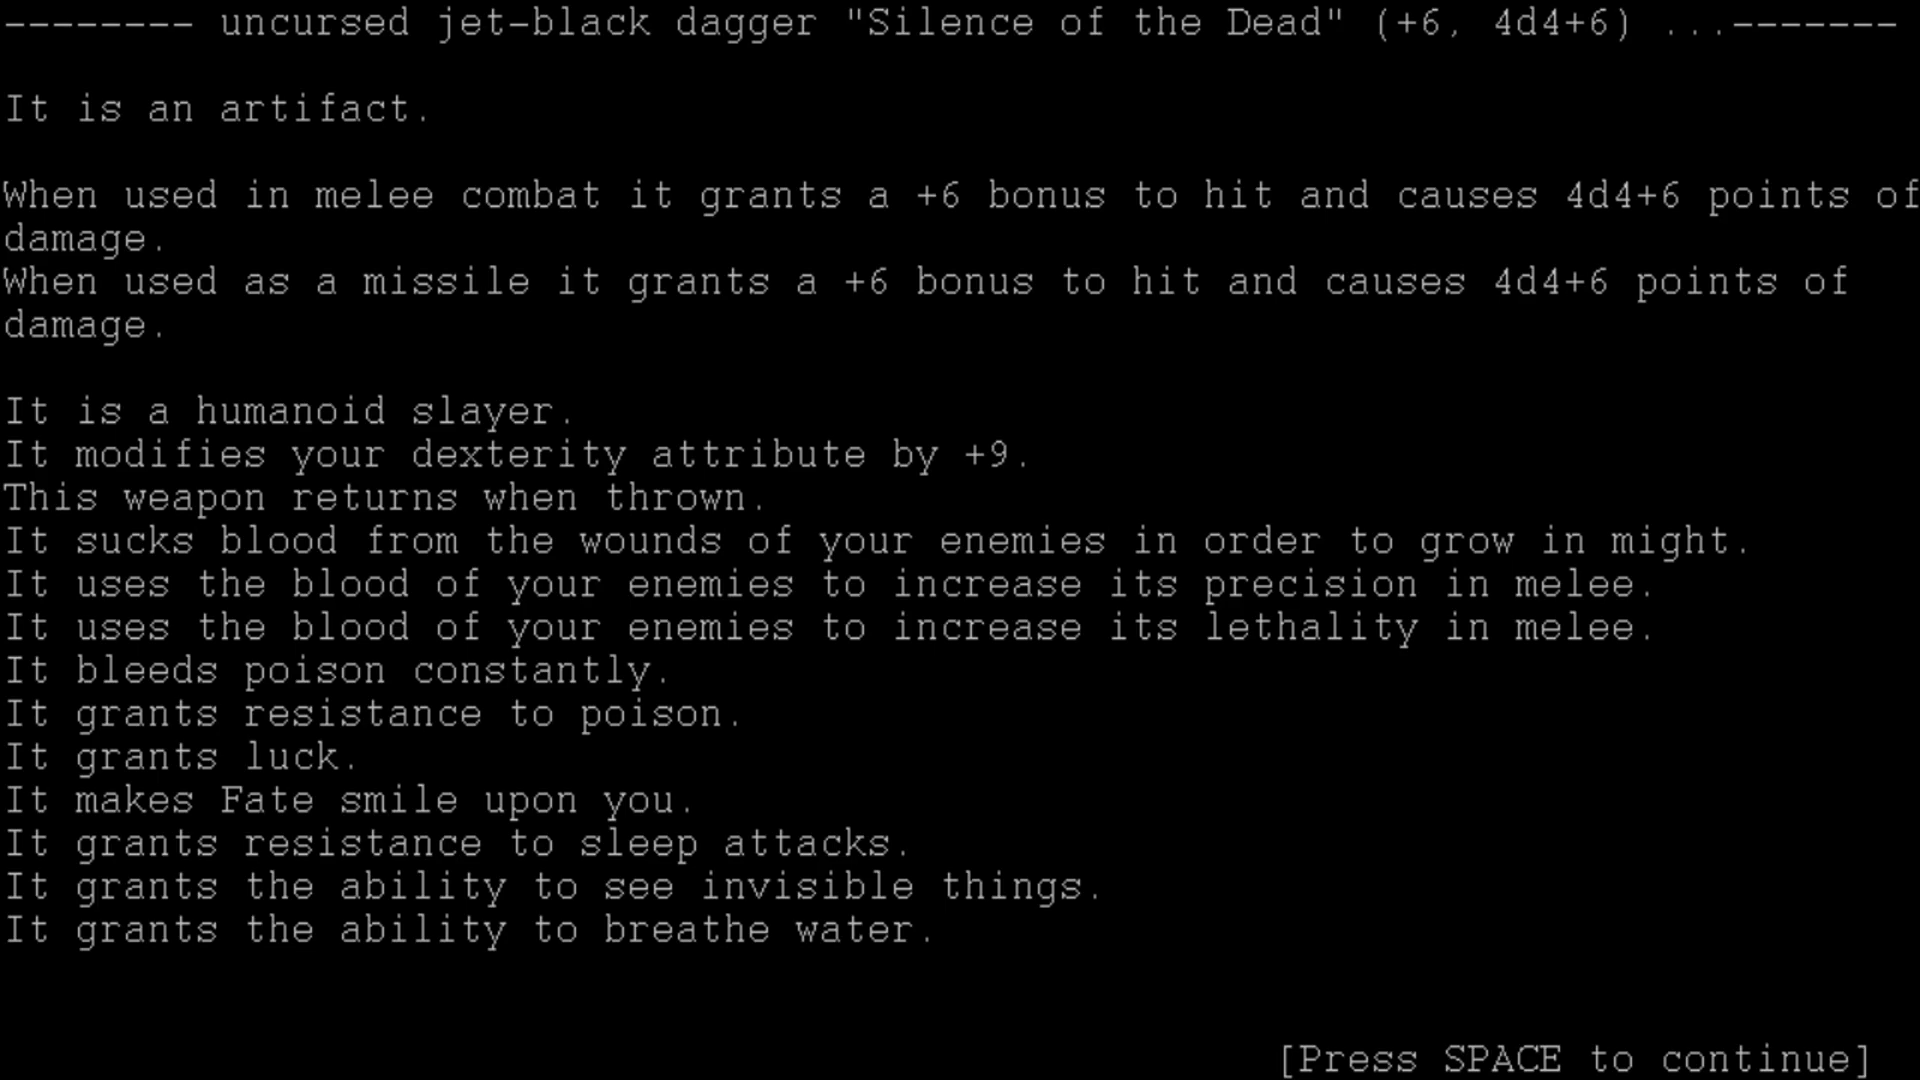 -------- uncursed jet-black dagger "Silence of the Dead" (+6, 4d4+6) ...-------
It is an artifact.
When used in melee combat it grants a +6 bonus to hit and causes 4d4+6 points of
damage.
When used as a missile it grants a +6 bonus to hit and causes 4d4+6 points of
damage.
It is a humanoid slayer.
It modifies your dexterity attribute by +9.
This weapon returns when thrown.
It sucks blood from the wounds of your enemies in order to grow in might.
It uses the blood of your enemies to increase its precision in melee.
It uses the blood of your enemies to increase its lethality in melee.
It bleeds poison constantly.
It grants resistance to poison.
It grants luck.
It makes Fate smile upon you.
It grants resistance to sleep attacks.
It grants the ability to see invisible things.
It grants the ability to breathe water.
[Press SPACE to continue]